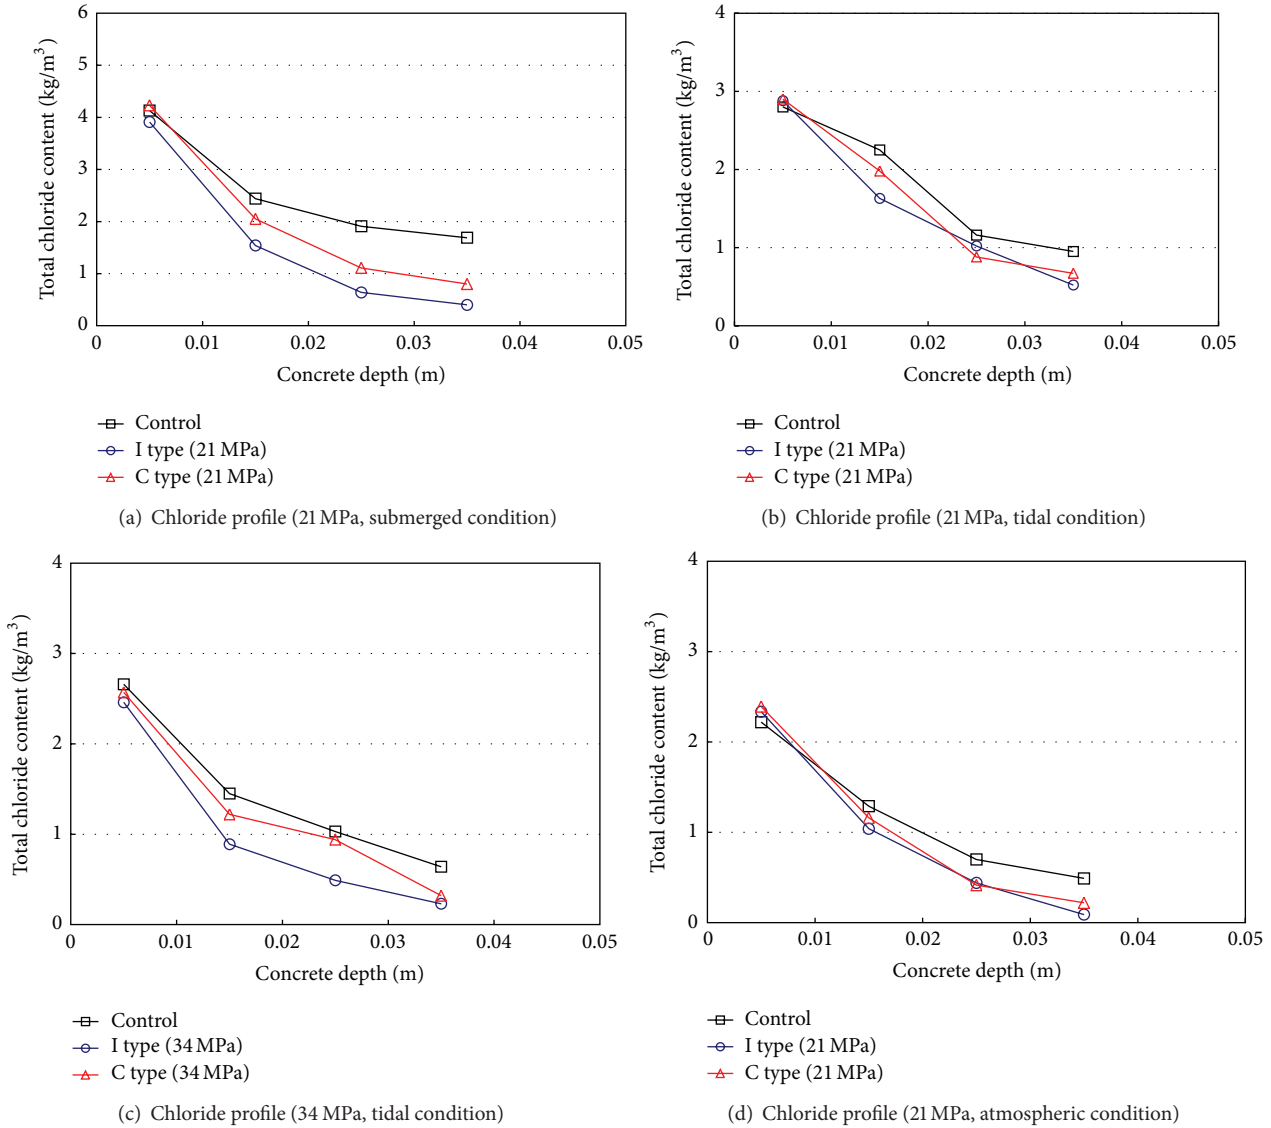 Total chloride content (kg/m³)
6
5
4
3
2
1
0
0 0.01 0.02 0.03 0.04 0.05
Concrete depth (m)
Control
I type (21 MPa)
C type (21 MPa)
(a) Chloride profile (21 MPa, submerged condition)
Total chloride content (kg/m³)
4
3
2
1
0
0 0.01 0.02 0.03 0.04 0.05
Concrete depth (m)
Control
I type (21 MPa)
C type (21 MPa)
(b) Chloride profile (21 MPa, tidal condition)
Total chloride content (kg/m³)
4
3
2
1
0
0 0.01 0.02 0.03 0.04 0.05
Concrete depth (m)
Control
I type (34 MPa)
C type (34 MPa)
(c) Chloride profile (34 MPa, tidal condition)
Total chloride content (kg/m³)
4
3
2
1
0
0 0.01 0.02 0.03 0.04 0.05
Concrete depth (m)
Control
I type (21 MPa)
C type (21 MPa)
(d) Chloride profile (21 MPa, atmospheric condition)